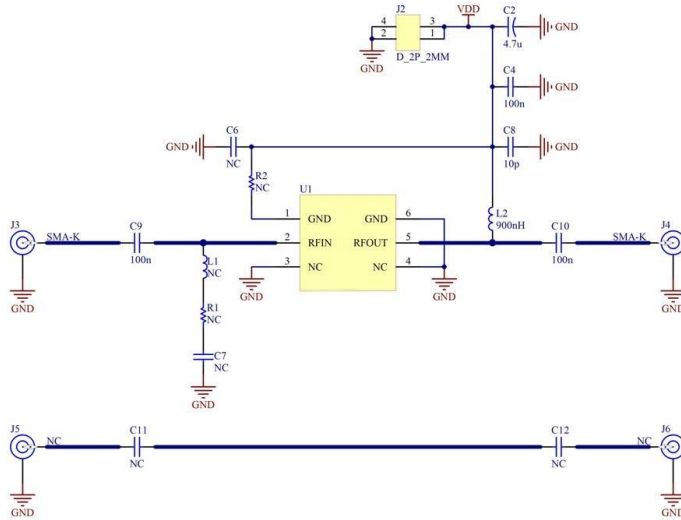 J2
VDD
C2
4
3
2
1
GND
4.7u
GND
D_2P_2MM
C4
GND
100n
C6
C8
GND
GND
NC
10p
R2
NC
U1
L2
900nH
1
GND
GND
6
J3
SMA-K
C9
2
RFIN
RFOUT
5
C10
SMA-K
J4
100n
L1
NC
3
NC
NC
4
100n
GND
GND
GND
GND
R1
NC
C7
NC
GND
J5
NC
C11
C12
NC
J6
NC
NC
GND
GND